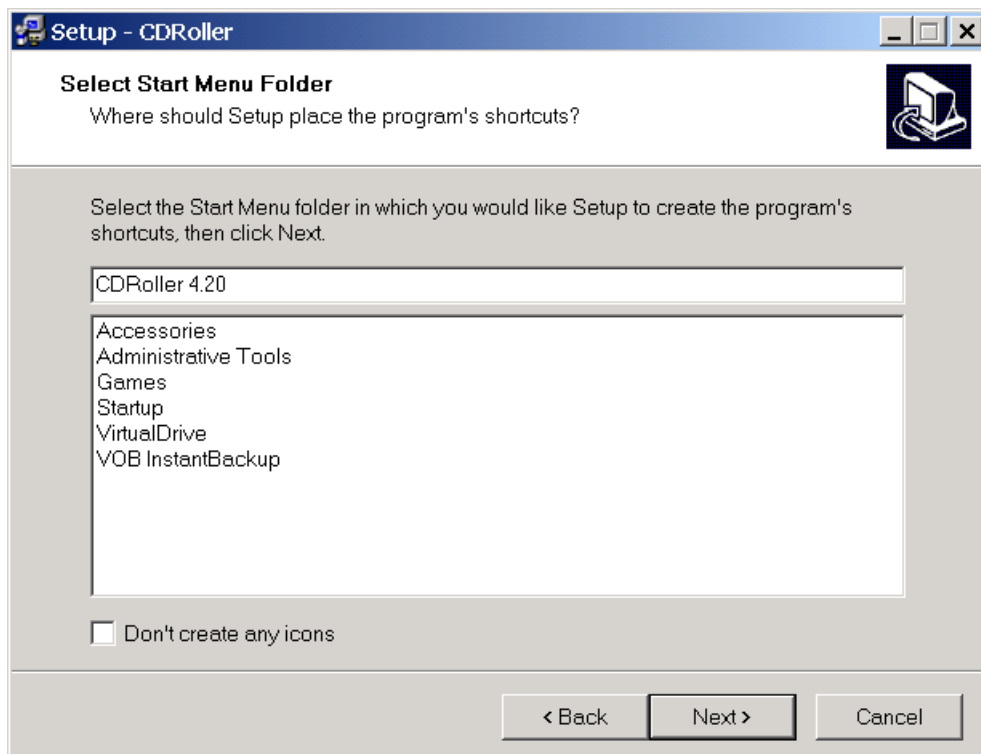 Setup - CDRoller
Select Start Menu Folder
Where should Setup place the program's shortcuts?
Select the Start Menu folder in which you would like Setup to create the program's
shortcuts, then click Next.
CDRoller 4.20
Accessories
Administrative Tools
Games
Startup
VirtualDrive
VOB InstantBackup
Don't create any icons
< Back
Next >
Cancel